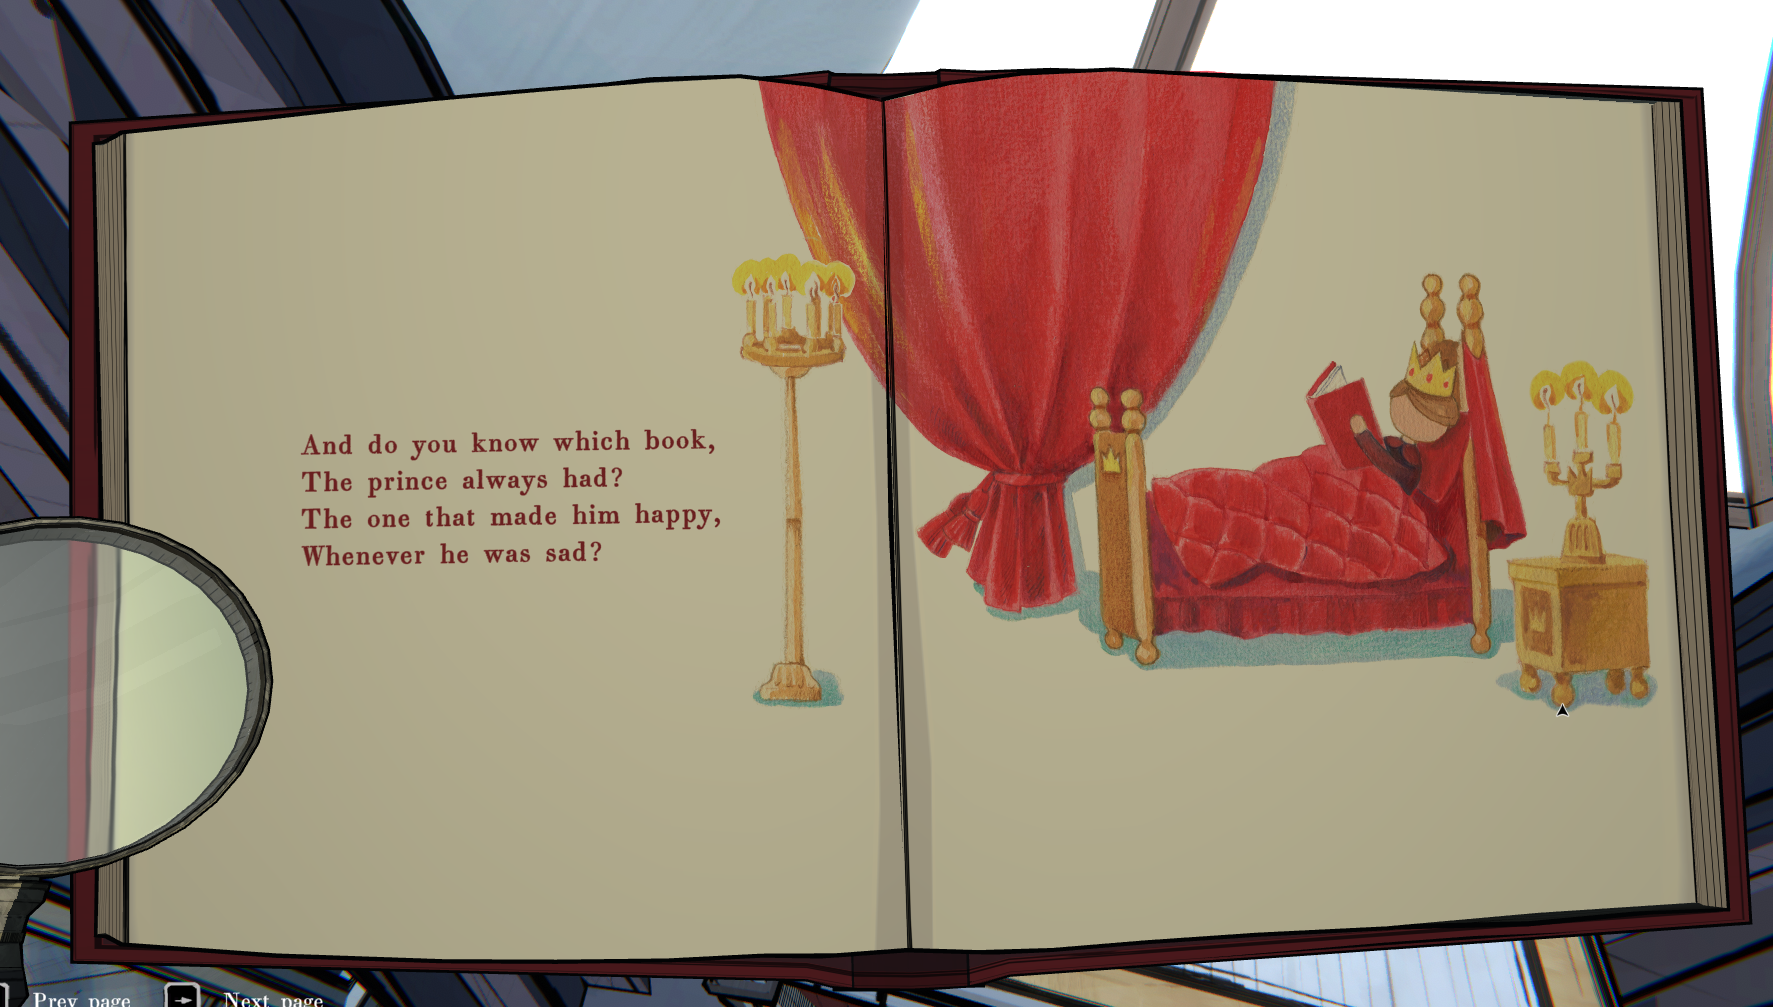 And do you know which book,
The prince always had?
The one that made him happy,
Whenever he was sad?
Prev page
Next page